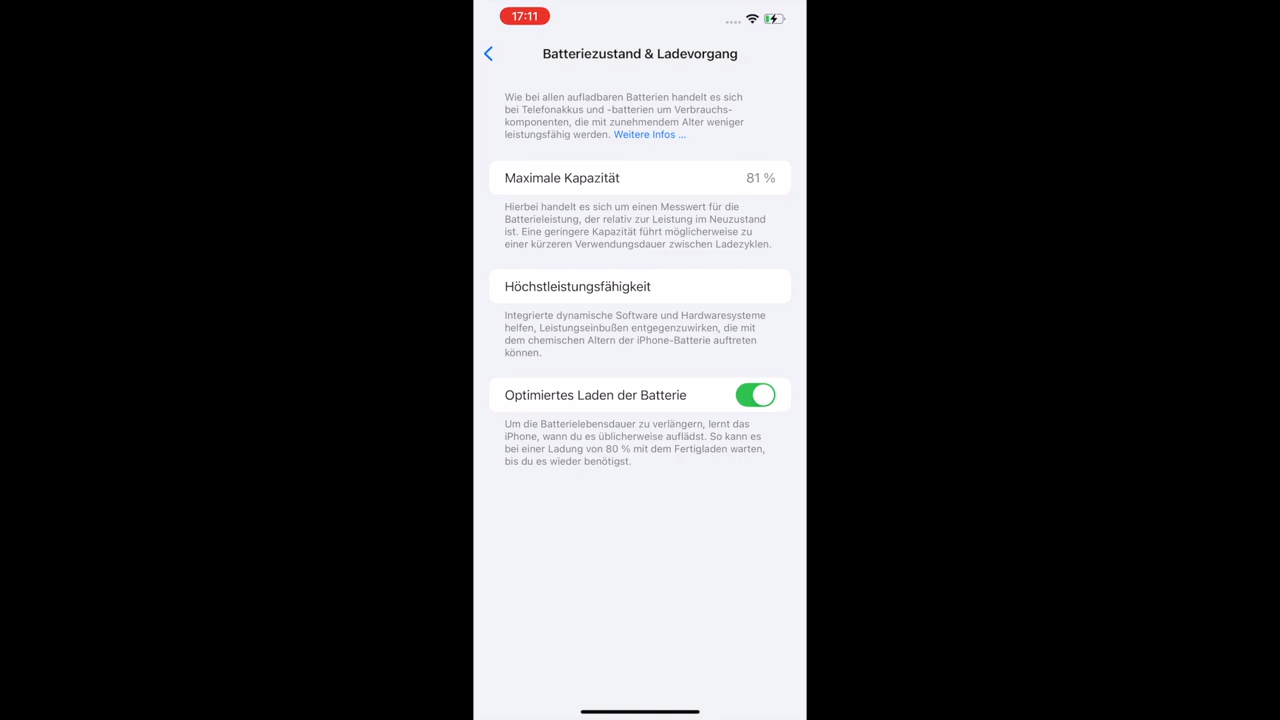 17:11
Batteriezustand & Ladevorgang
Wie bei allen aufladbaren Batterien handelt es sich
bei Telefonakkus und -batterien um Verbrauchs-
komponenten, die mit zunehmendem Alter weniger
leistungsfähig werden. Weitere Infos ...
Maximale Kapazität 81 %
Hierbei handelt es sich um einen Messwert für die
Batterieleistung, der relativ zur Leistung im Neuzustand
ist. Eine geringere Kapazität führt möglicherweise zu
einer kürzeren Verwendungsdauer zwischen Ladezyklen.
Höchstleistungsfähigkeit
Integrierte dynamische Software und Hardwaresysteme
helfen, Leistungseinbußen entgegenzuwirken, die mit
dem chemischen Altern der iPhone-Batterie auftreten
können.
Optimiertes Laden der Batterie
Um die Batterielebensdauer zu verlängern, lernt das
iPhone, wann du es üblicherweise auflädst. So kann es
bei einer Ladung von 80 % mit dem Fertigladen warten,
bis du es wieder benötigst.